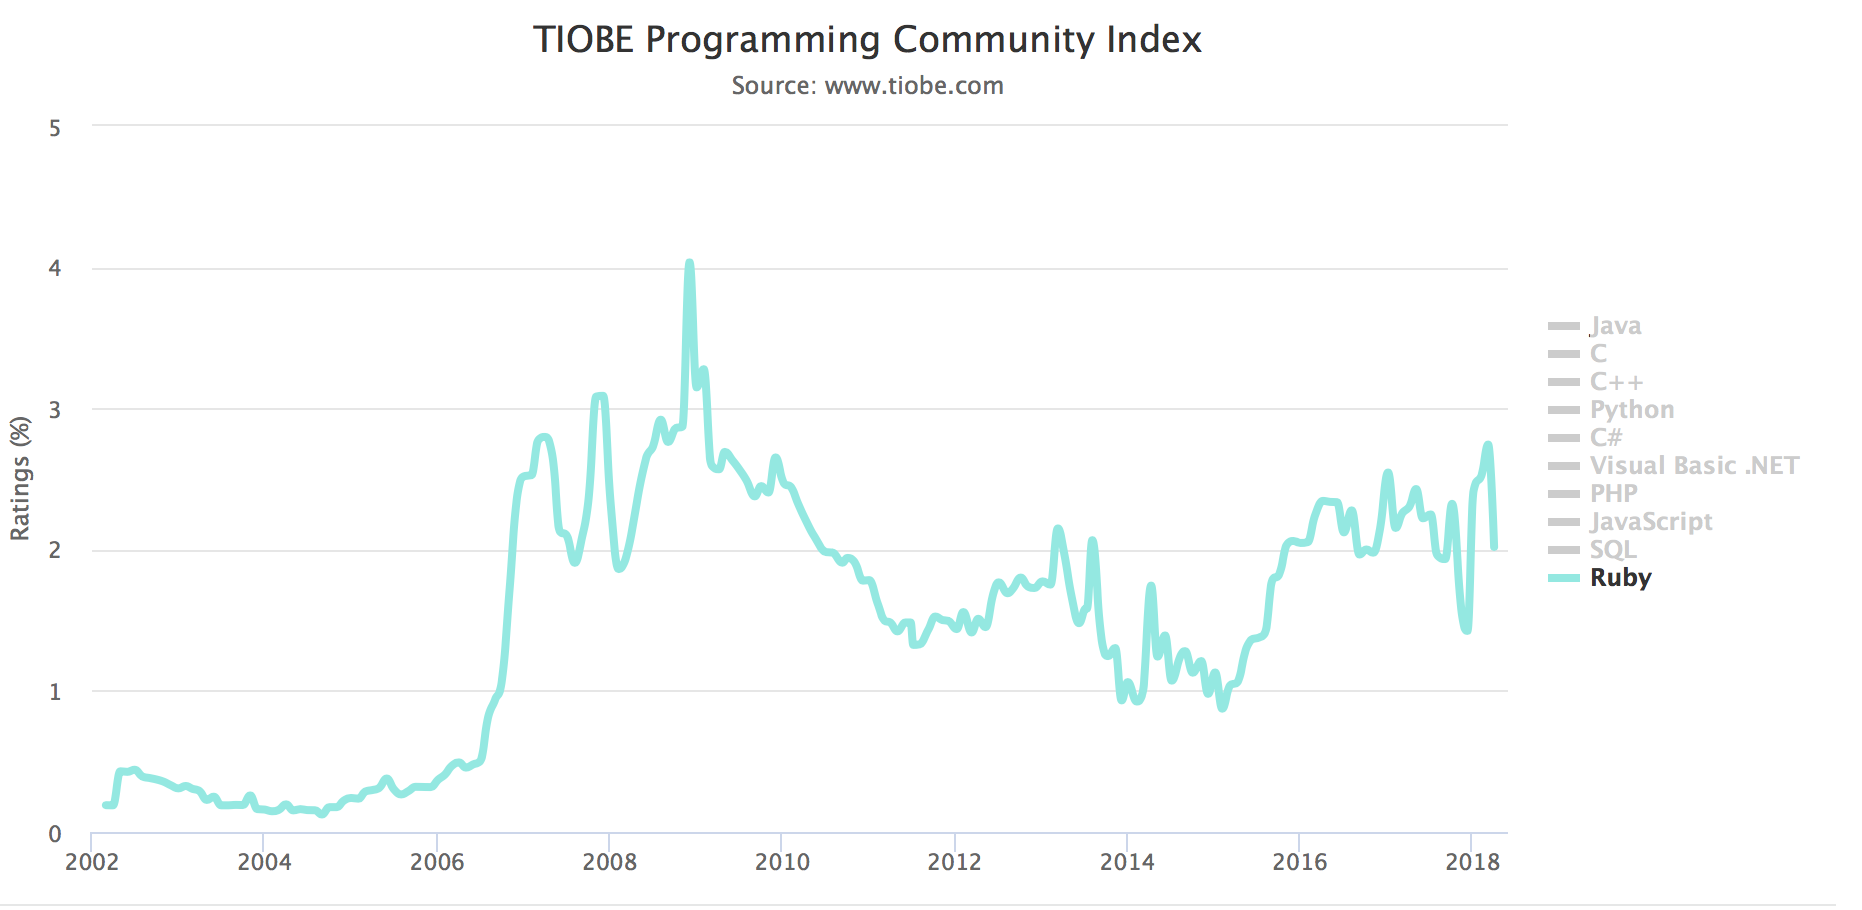 TIOBE Programming Community Index
Source: www.tiobe.com
Ratings (%)
5
4
3
2
1
0
2002 2004 2006 2008 2010 2012 2014 2016 2018
Java
C
C++
Python
C#
Visual Basic .NET
PHP
JavaScript
SQL
Ruby